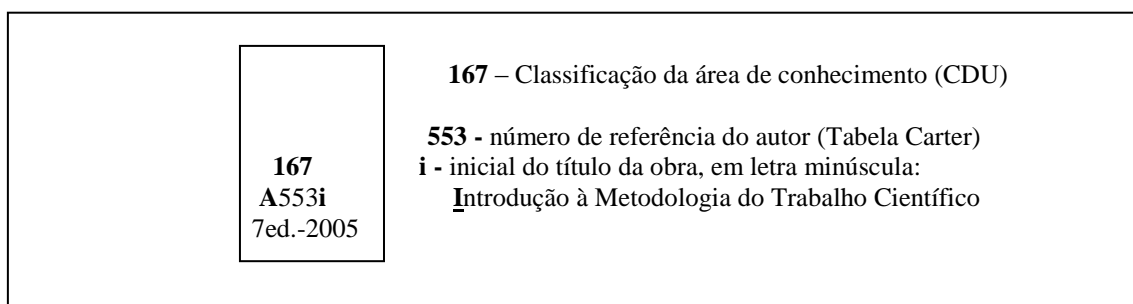 167 – Classificação da área de conhecimento (CDU)
553 - número de referência do autor (Tabela Carter)
167
i - inicial do título da obra, em letra minúscula:
A553i
Introdução à Metodologia do Trabalho Científico
7ed.-2005